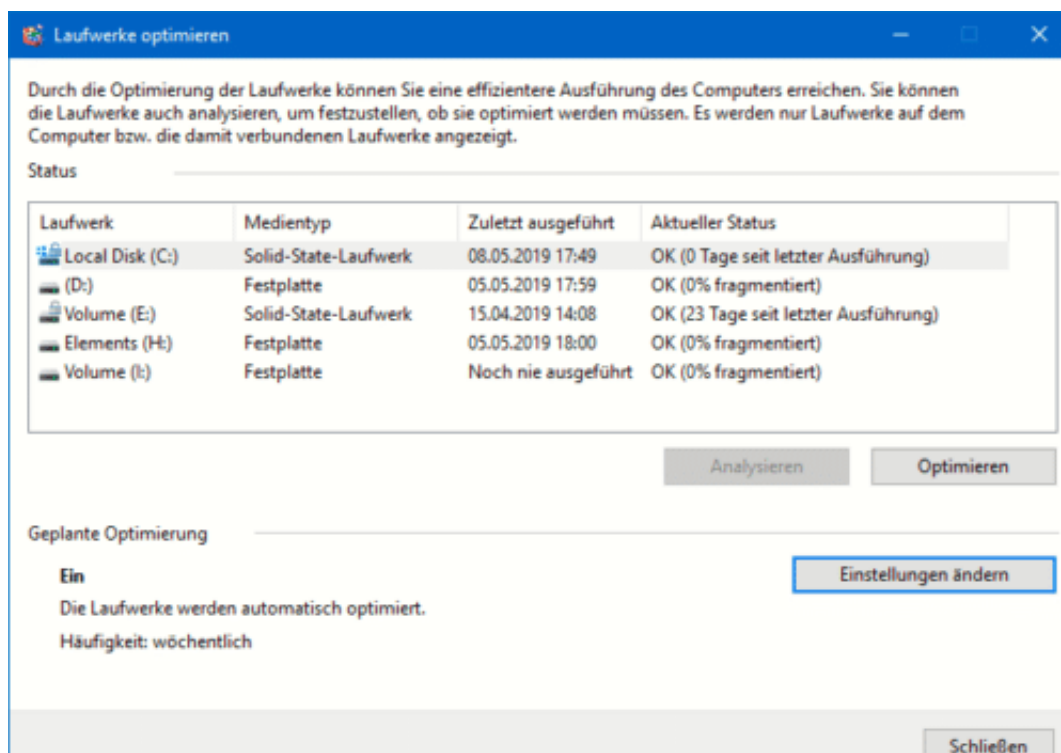 Laufwerke optimieren
Durch die Optimierung der Laufwerke können Sie eine effizientere Ausführung des Computers erreichen. Sie können
die Laufwerke auch analysieren, um festzustellen, ob sie optimiert werden müssen. Es werden nur Laufwerke auf dem
Computer bzw. die damit verbundenen Laufwerke angezeigt.
Status
Laufwerk Medientyp Zuletzt ausgeführt Aktueller Status
Local Disk (C:) Solid-State-Laufwerk 08.05.2019 17:49 OK (0 Tage seit letzter Ausführung)
(D:) Festplatte 05.05.2019 17:59 OK (0% fragmentiert)
Volume (E:) Solid-State-Laufwerk 15.04.2019 14:08 OK (23 Tage seit letzter Ausführung)
Elements (H:) Festplatte 05.05.2019 18:00 OK (0% fragmentiert)
Volume (I:) Festplatte Noch nie ausgeführt OK (0% fragmentiert)
Analysieren Optimieren
Geplante Optimierung
Ein Einstellungen ändern
Die Laufwerke werden automatisch optimiert.
Häufigkeit: wöchentlich
Schließen